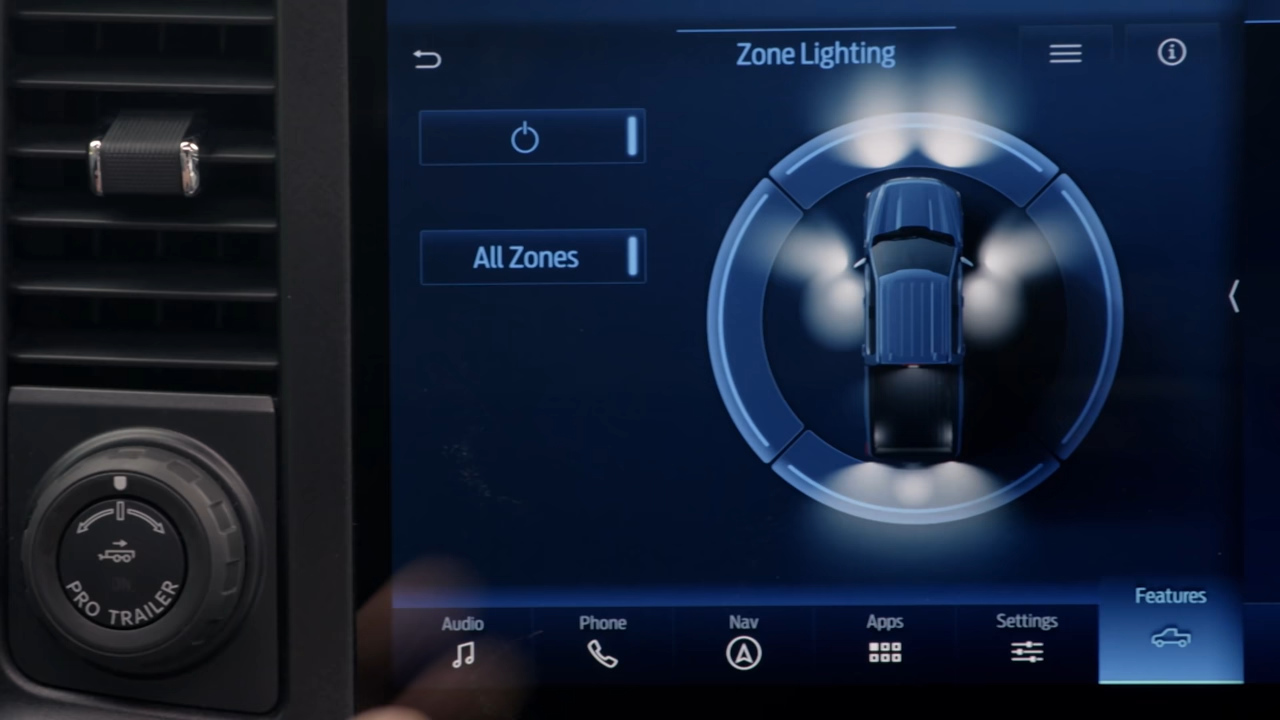 Zone Lighting
All Zones
PRO TRAILER
Audio
Phone
Nav
Apps
Settings
Features